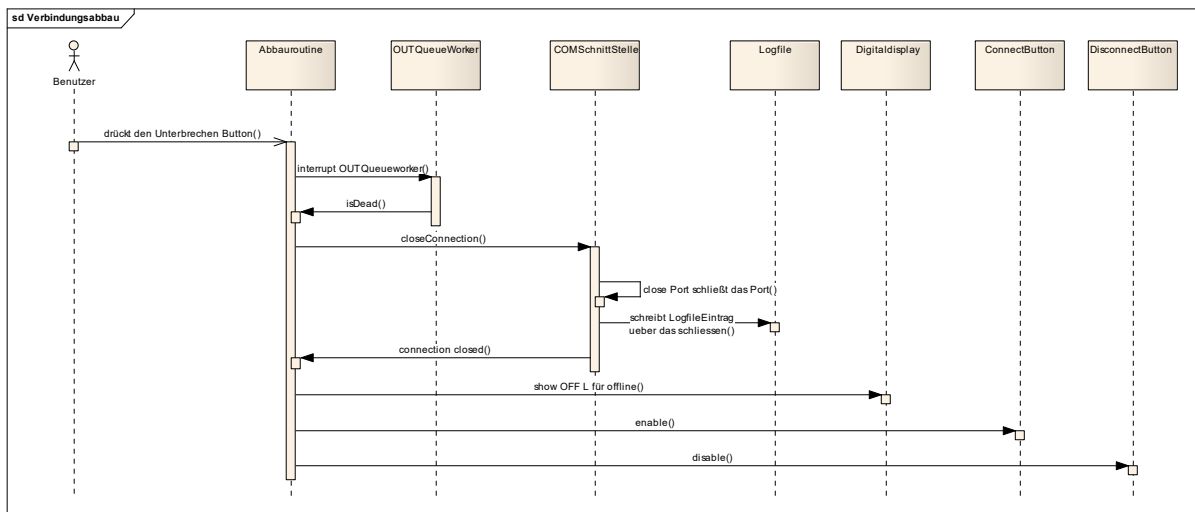 sd Verbindungsabbau
Benutzer
Abbauroutine
OUTQueueWorker
COMSchnittStelle
Logfile
Digitaldisplay
ConnectButton
DisconnectButton
drückt den Unterbrechen Button()
interrupt OUTQueueworker()
isDead()
closeConnection()
close Port schließt das Port()
schreibt LogfileEintrag
ueber das schliessen()
connection closed()
show OFF L für offline()
enable()
disable()